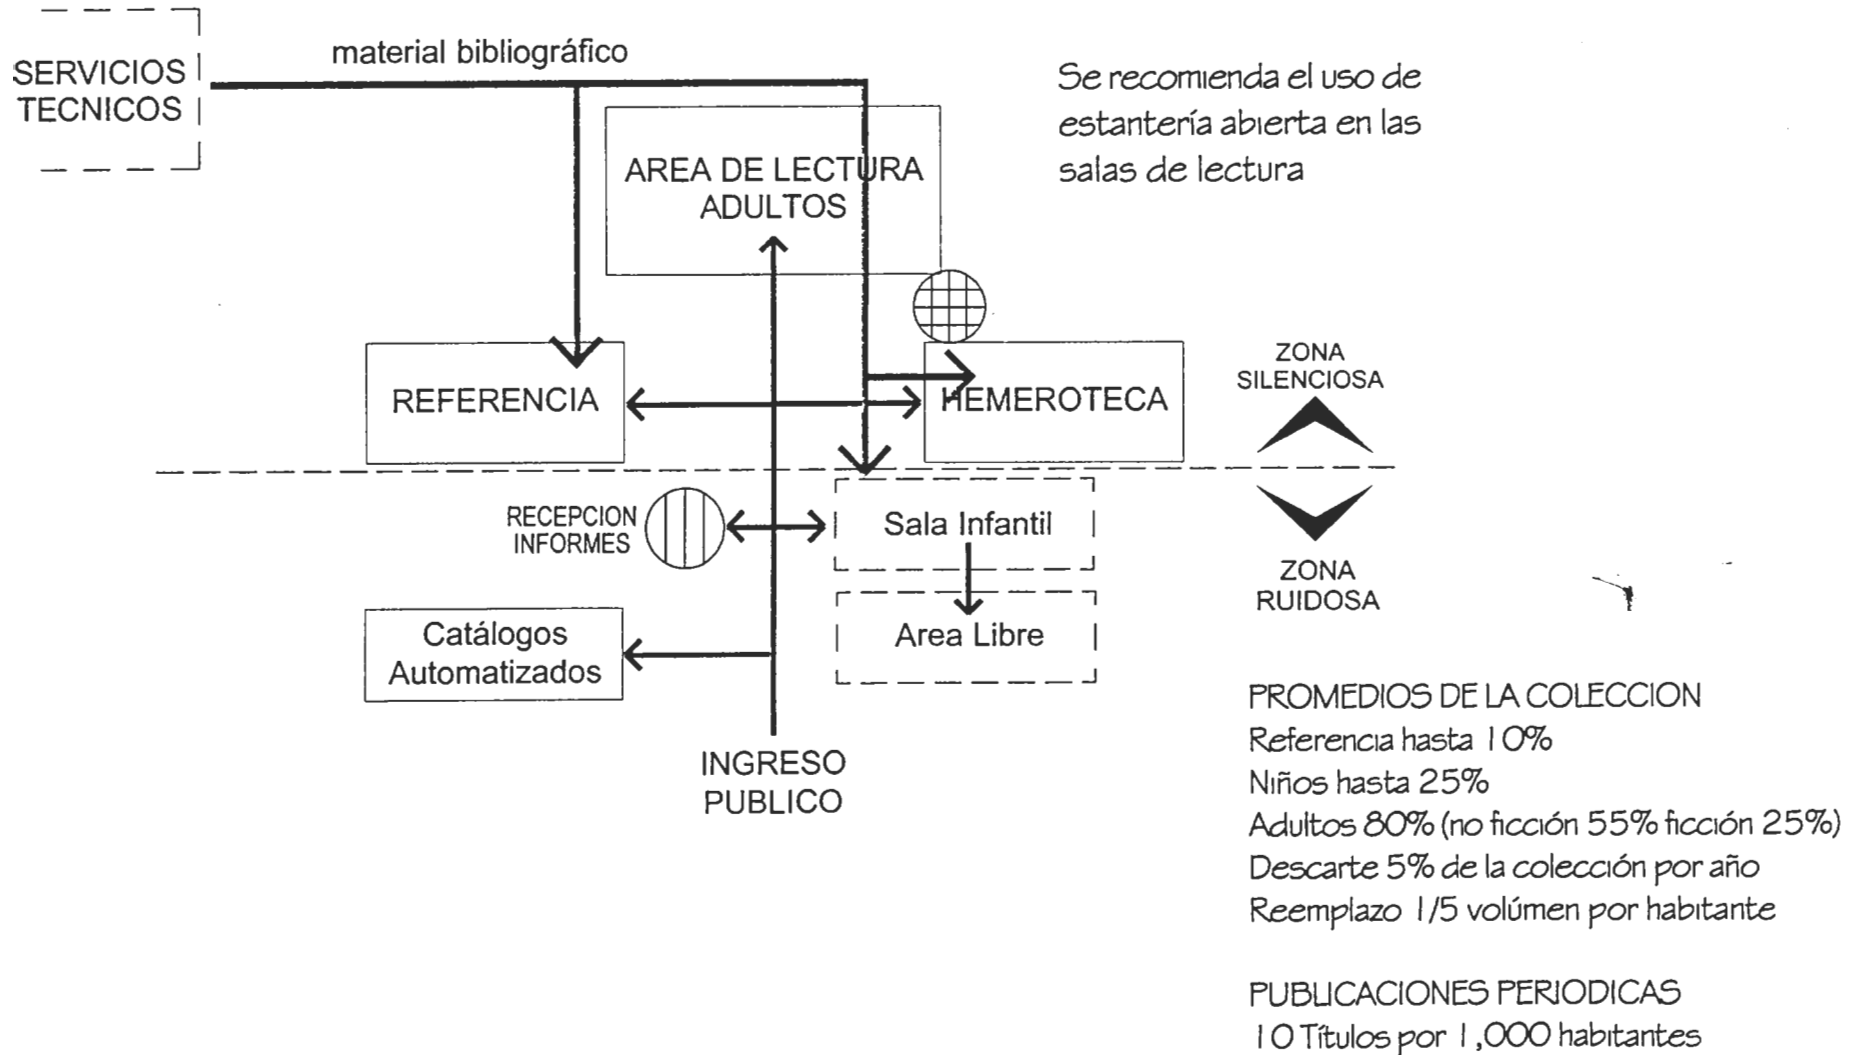 SERVICIOS
TECNICOS
material bibliográfico
Se recomienda el uso de
estantería abierta en las
salas de lectura
AREA DE LECTURA
ADULTOS
REFERENCIA
HEMEROTECA
ZONA
SILENCIOSA
RECEPCION
INFORMES
Sala Infantil
ZONA
RUIDOSA
Catálogos
Automatizados
Area Libre
INGRESO
PUBLICO
PROMEDIOS DE LA COLECCION
Referencia hasta 10%
Niños hasta 25%
Adultos 80% (no ficción 55% ficción 25%)
Descarte 5% de la colección por año
Reemplazo 1/5 volúmen por habitante
PUBLICACIONES PERIODICAS
10 Títulos por 1,000 habitantes